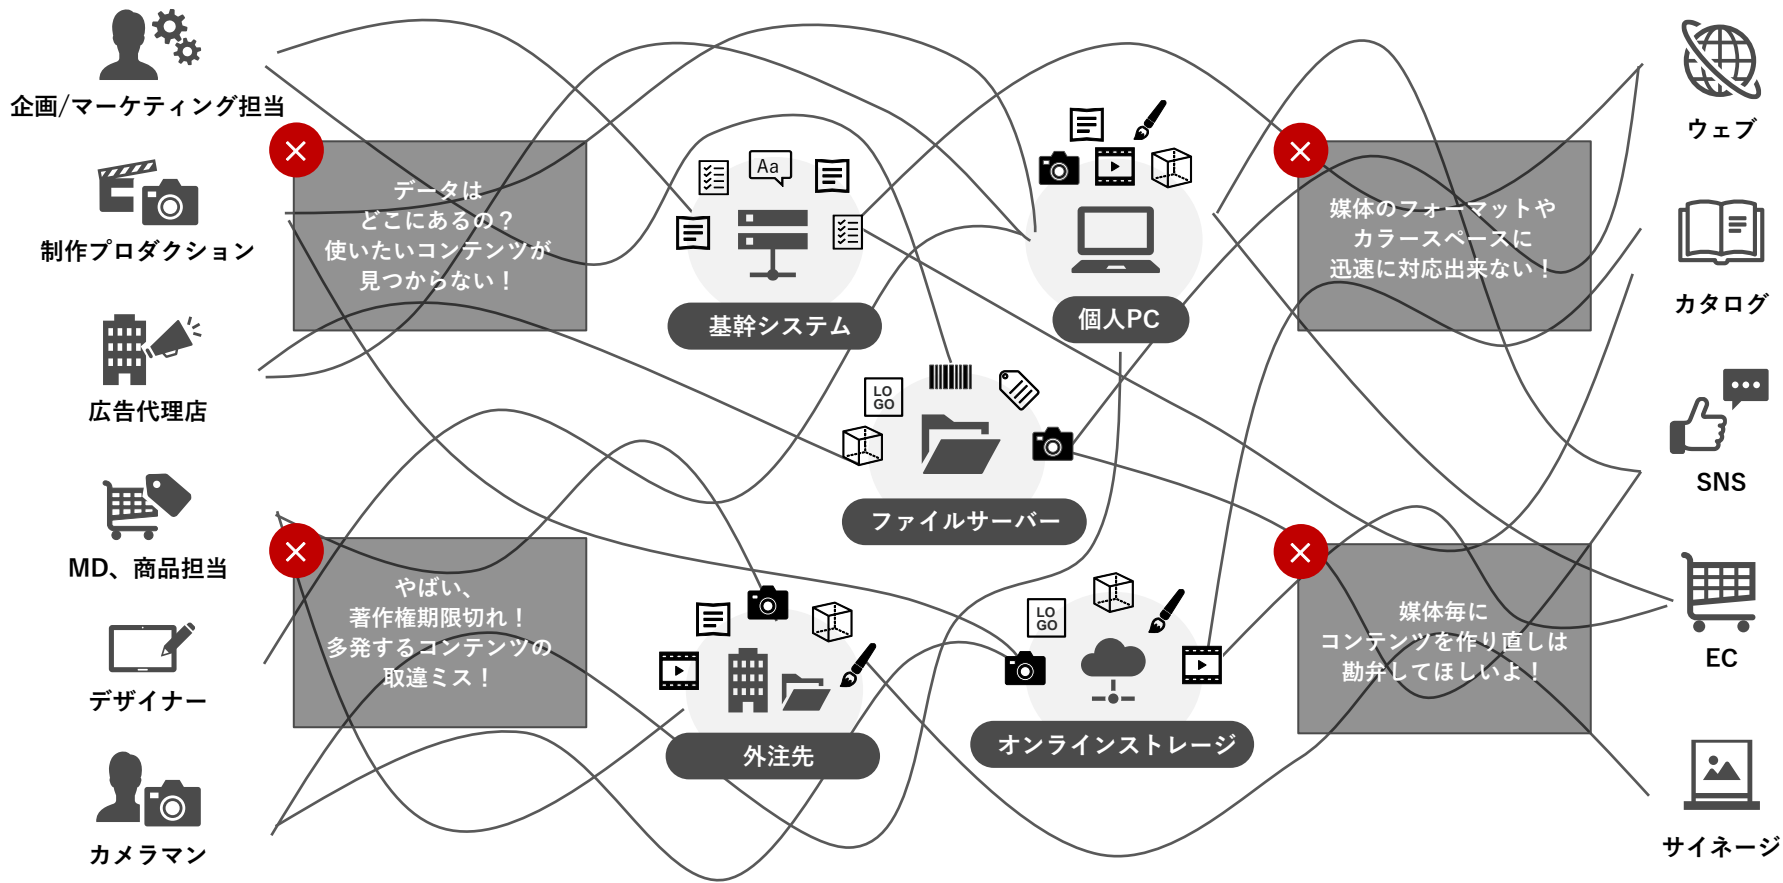 企画/マーケティング担当
制作プロダクション
広告代理店
MD、商品担当
デザイナー
カメラマン
データは
どこにあるの？
使いたいコンテンツが
見つからない！
やばい、
著作権期限切れ！
多発するコンテンツの
取違ミス！
Aa
基幹システム
個人PC
LO
GO
ファイルサーバー
外注先
LO
GO
オンラインストレージ
媒体のフォーマットや
カラースペースに
迅速に対応出来ない！
媒体毎に
コンテンツを作り直しは
勘弁してほしいよ！
ウェブ
カタログ
SNS
EC
サイネージ